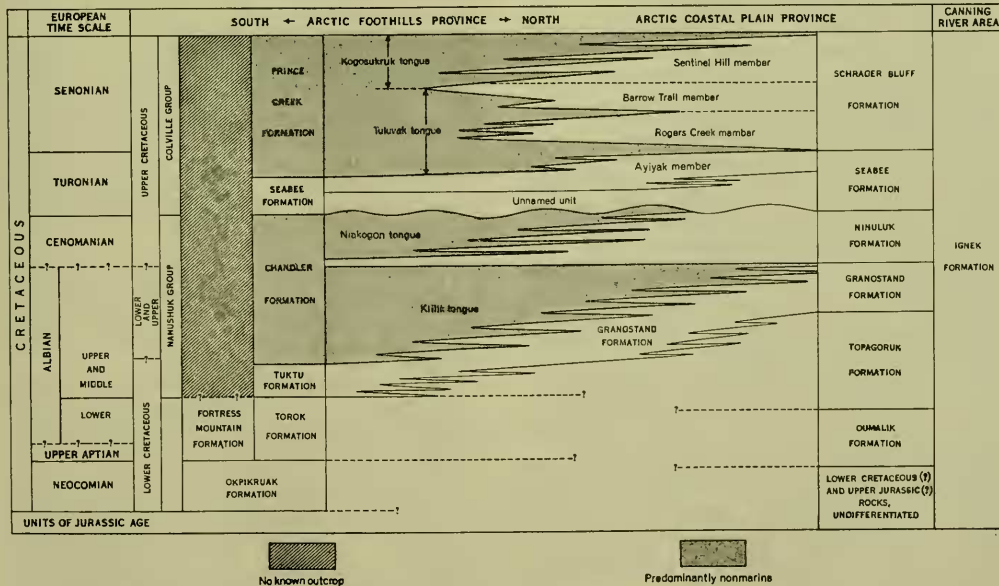 EUROPEAN
TIME SCALE
SOUTH ← ARCTIC FOOTHILLS PROVINCE → NORTH
ARCTIC COASTAL PLAIN PROVINCE
CANNING
RIVER AREA
CRETACEOUS
SENONIAN
TURONIAN
CENOMANIAN
ALBIAN
UPPER
AND
MIDDLE
LOWER
UPPER APTIAN
NEOCOMIAN
UNITS OF JURASSIC AGE
UPPER CRETACEOUS
LOWER
AND
UPPER
LOWER CRETACEOUS
COLVILLE GROUP
NANUSHUK GROUP
FORTRESS
MOUNTAIN
FORMATION
PRINCE
CREEK
FORMATION
SEABEE
FORMATION
CHANDLER
FORMATION
TUKTU
FORMATION
TOROK
FORMATION
OKPIKRUAK
FORMATION
Kogosukruk tongue
Sentinel Hill member
Barrow Trail member
Tuluvak tongue
Rogers Creek member
Ayiyak member
Unnamed unit
Niakogon tongue
Killik tongue
GRANDSTAND
FORMATION
SCHRADER BLUFF
FORMATION
SEABEE
FORMATION
NINULUK
FORMATION
GRANDSTAND
FORMATION
TOPAGORUK
FORMATION
OUMALIK
FORMATION
LOWER CRETACEOUS(?)
AND UPPER JURASSIC(?)
ROCKS,
UNDIFFERENTIATED
IGNEK
FORMATION
No known outcrop
Predominantly nonmarine